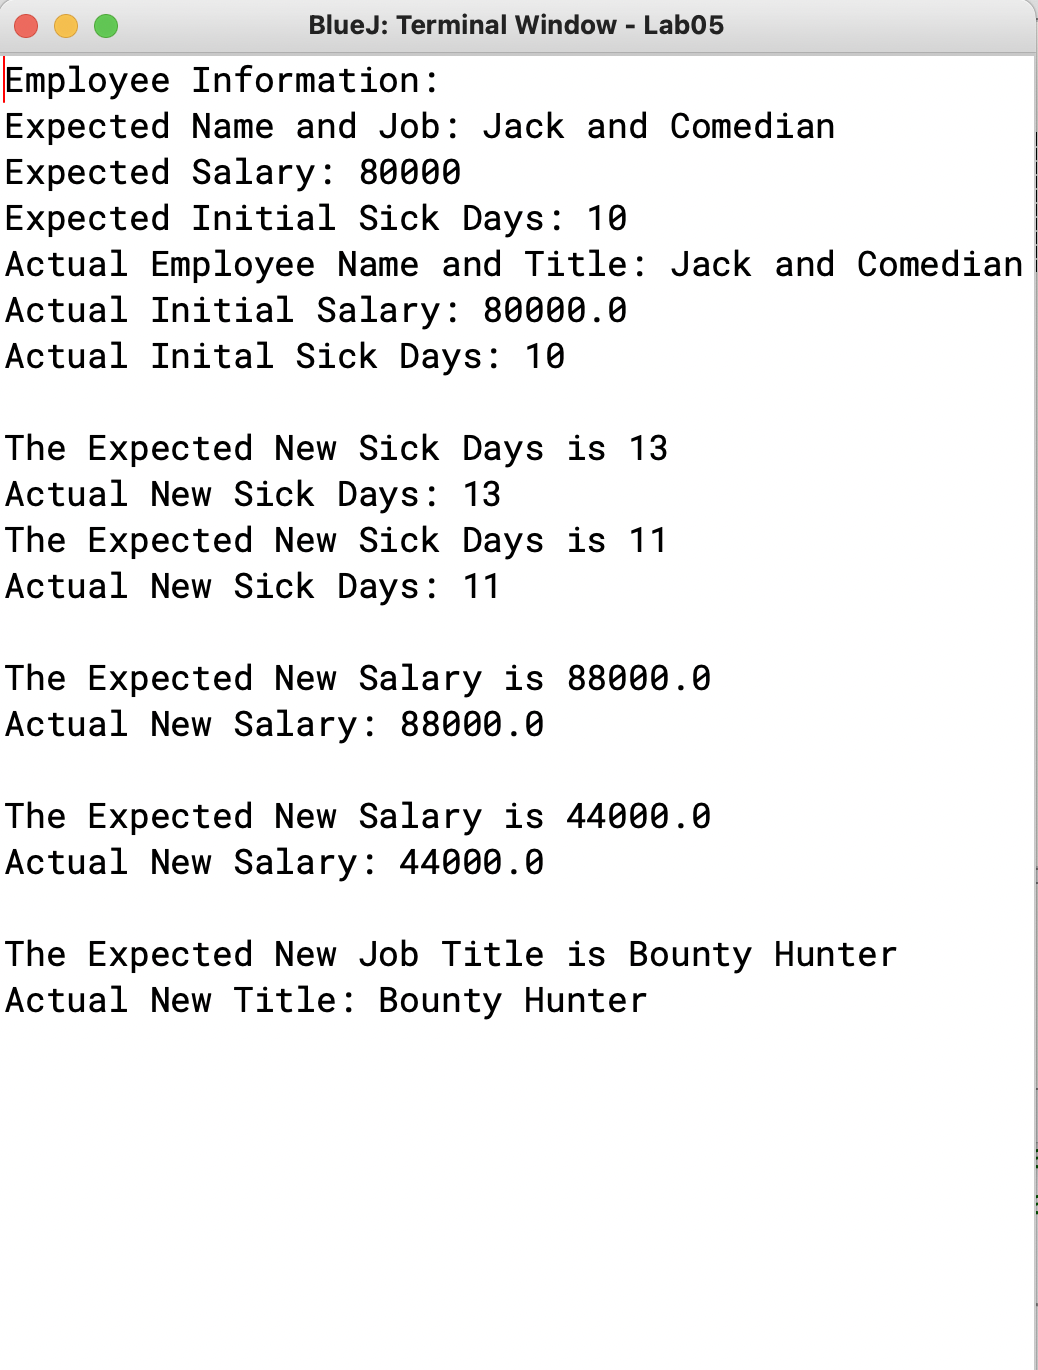 BlueJ: Terminal Window - Lab05
Employee Information:
Expected Name and Job: Jack and Comedian
Expected Salary: 80000
Expected Initial Sick Days: 10
Actual Employee Name and Title: Jack and Comedian
Actual Initial Salary: 80000.0
Actual Inital Sick Days: 10
The Expected New Sick Days is 13
Actual New Sick Days: 13
The Expected New Sick Days is 11
Actual New Sick Days: 11
The Expected New Salary is 88000.0
Actual New Salary: 88000.0
The Expected New Salary is 44000.0
Actual New Salary: 44000.0
The Expected New Job Title is Bounty Hunter
Actual New Title: Bounty Hunter